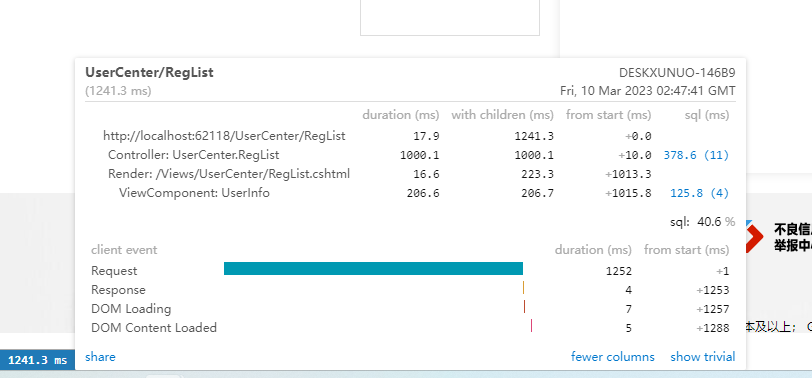 UserCenter/RegList DESKXUNUO-146B9
(1241.3 ms) Fri, 10 Mar 2023 02:47:41 GMT
duration (ms) with children (ms) from start (ms) sql (ms)
http://localhost:62118/UserCenter/RegList 17.9 1241.3 +0.0
Controller: UserCenter.RegList 1000.1 1000.1 +10.0 378.6 (11)
Render: /Views/UserCenter/RegList.cshtml 16.6 223.3 +1013.3
ViewComponent: UserInfo 206.6 206.7 +1015.8 125.8 (4)
sql: 40.6 %
不良信
举报中
client event duration (ms) from start (ms)
Request 1252 +1
Response 4 +1253
DOM Loading 7 +1257
DOM Content Loaded 5 +1288
本及以上;
1241.3 ms share fewer columns show trivial